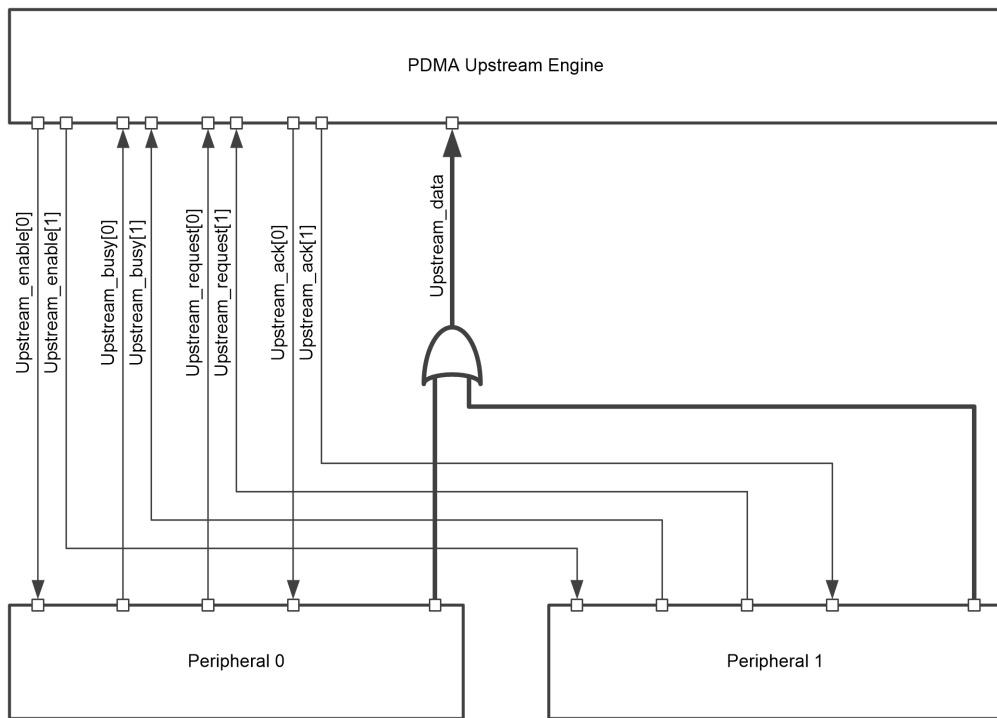 PDMA Upstream Engine
Upstream_enable[0]
Upstream_enable[1]
Upstream_busy[0]
Upstream_busy[1]
Upstream_request[0]
Upstream_request[1]
Upstream_ack[0]
Upstream_ack[1]
Upstream_data
Peripheral 0
Peripheral 1